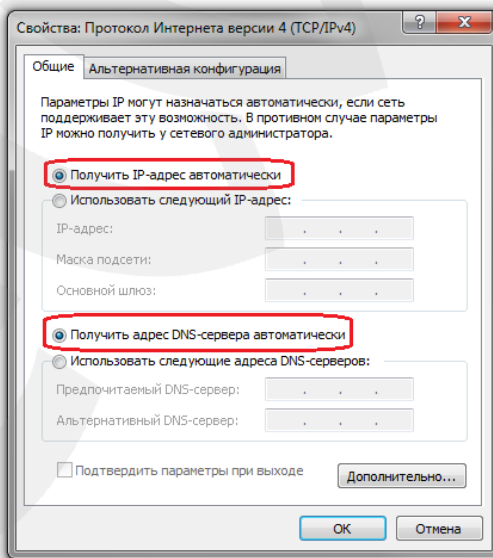 Свойства: Протокол Интернета версии 4 (TCP/IPv4)
Общие
Альтернативная конфигурация
Параметры IP могут назначаться автоматически, если сеть
поддерживает эту возможность. В противном случае параметры
IP можно получить у сетевого администратора.
Получить IP-адрес автоматически
Использовать следующий IP-адрес:
IP-адрес:
Маска подсети:
Основной шлюз:
Получить адрес DNS-сервера автоматически
Использовать следующие адреса DNS-серверов:
Предпочитаемый DNS-сервер:
Альтернативный DNS-сервер:
Подтвердить параметры при выходе
Дополнительно...
ОК
Отмена